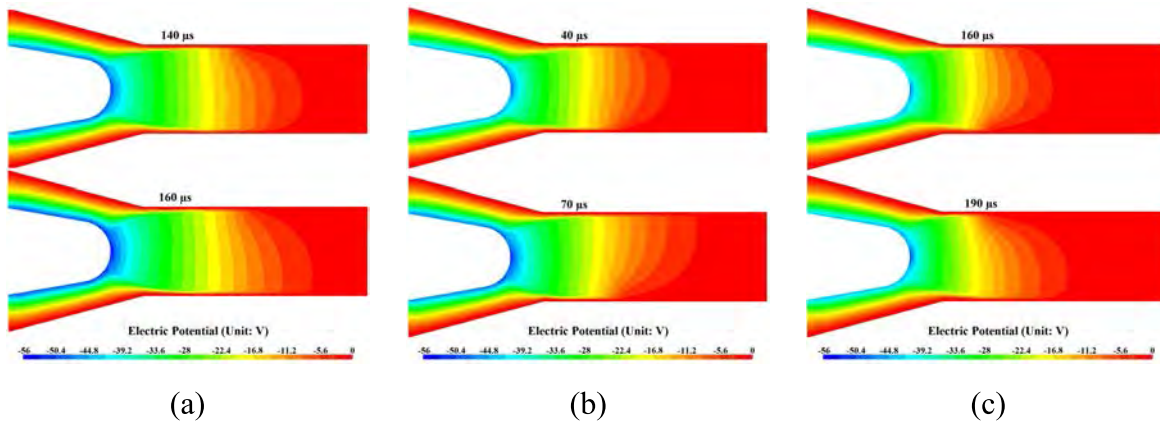 140 µs
160 µs
Electric Potential (Unit: V)
-56 -50.4 -44.8 -39.2 -33.6 -28 -22.4 -16.8 -11.2 -5.6 0
(a)
40 µs
70 µs
Electric Potential (Unit: V)
-56 -50.4 -44.8 -39.2 -33.6 -28 -22.4 -16.8 -11.2 -5.6 0
(b)
160 µs
190 µs
Electric Potential (Unit: V)
-56 -50.4 -44.8 -39.2 -33.6 -28 -22.4 -16.8 -11.2 -5.6 0
(c)